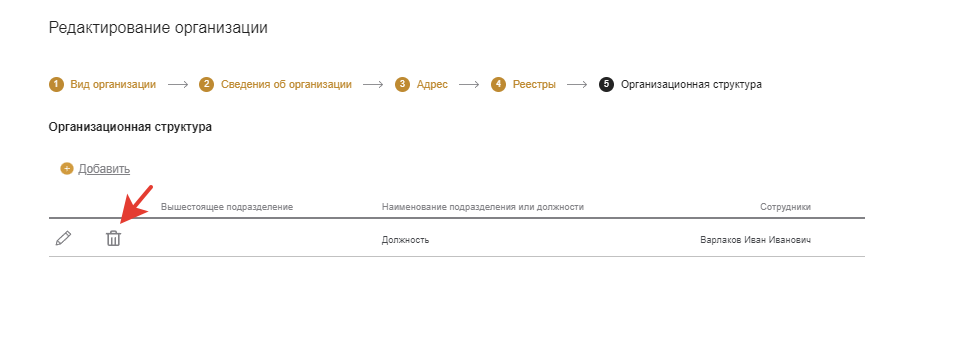 Редактирование организации
1 Вид организации 2 Сведения об организации 3 Адрес 4 Реестры 5 Организационная структура
Организационная структура
Добавить
Вышестоящее подразделение Наименование подразделения или должности Сотрудники
Должность Варлаков Иван Иванович